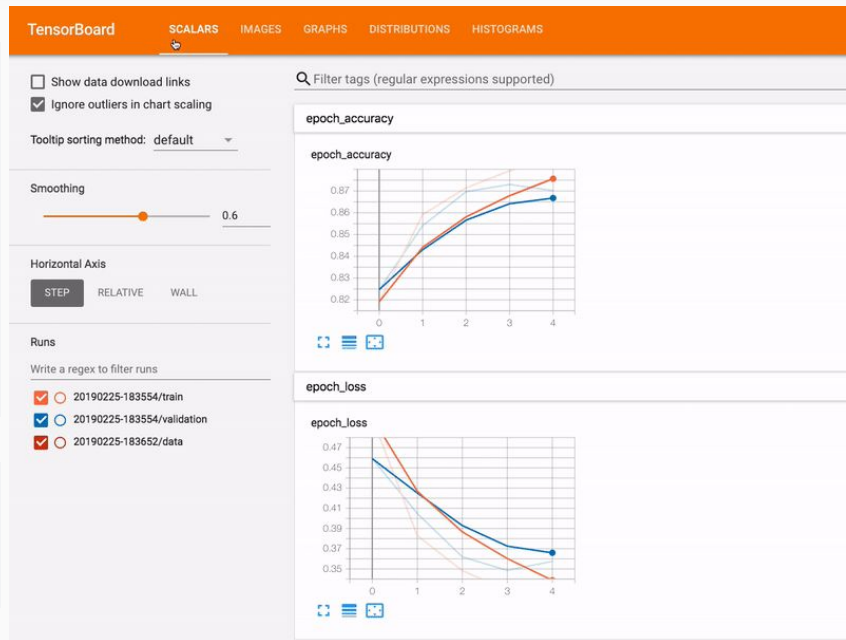 TensorBoard SCALARS IMAGES GRAPHS DISTRIBUTIONS HISTOGRAMS
Show data download links
Ignore outliers in chart scaling
Tooltip sorting method: default
Smoothing
0.6
Horizontal Axis
STEP RELATIVE WALL
Runs
Write a regex to filter runs
20190225-183554/train
20190225-183554/validation
20190225-183652/data
Filter tags (regular expressions supported)
epoch_accuracy
epoch_accuracy
0.87
0.86
0.85
0.84
0.83
0.82
0 1 2 3 4
epoch_loss
epoch_loss
0.47
0.45
0.43
0.41
0.39
0.37
0.35
0 1 2 3 4